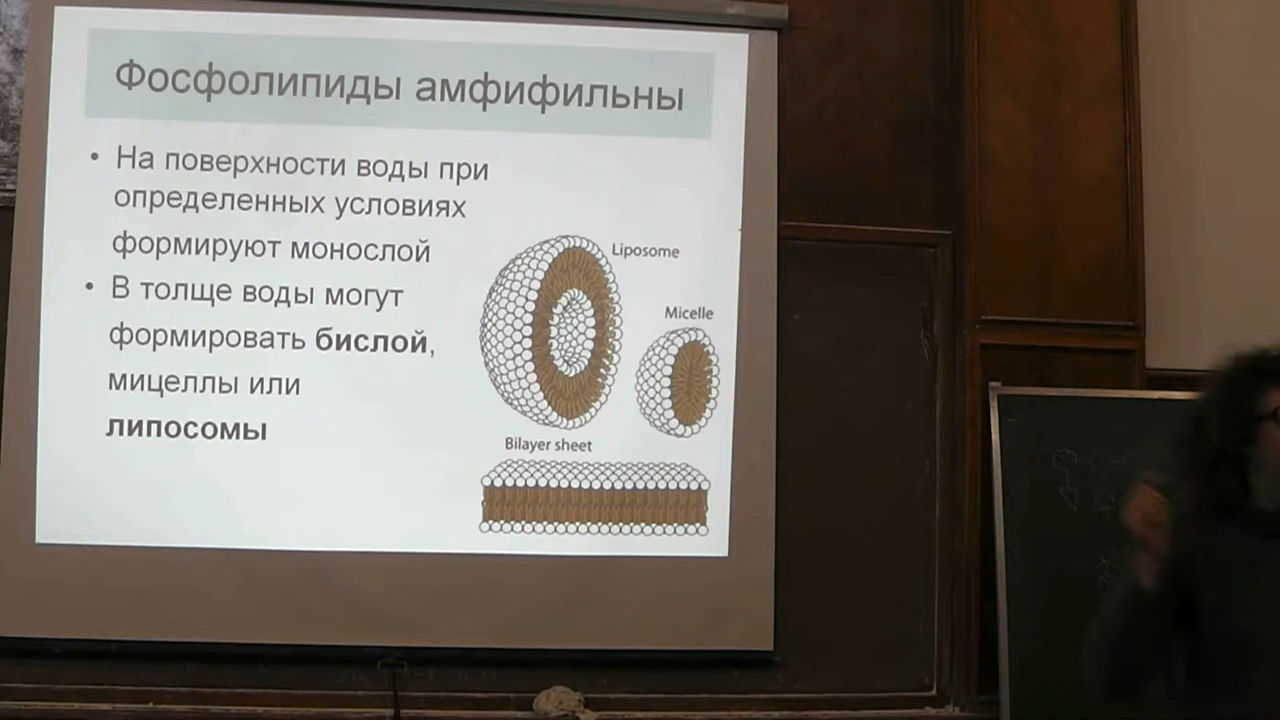 Фосфолипиды амфифильны
• На поверхности воды при
определенных условиях
формируют монослой
• В толще воды могут
формировать бислой,
мицеллы или
липосомы
Liposome
Micelle
Bilayer sheet